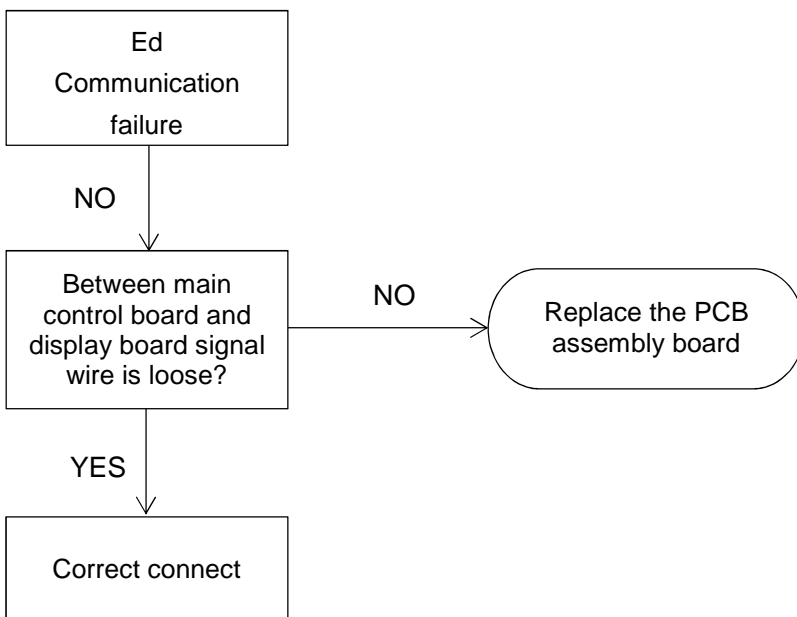 Ed
Communication
failure
NO
Between main
control board and
display board signal
wire is loose?
NO
Replace the PCB
assembly board
YES
Correct connect